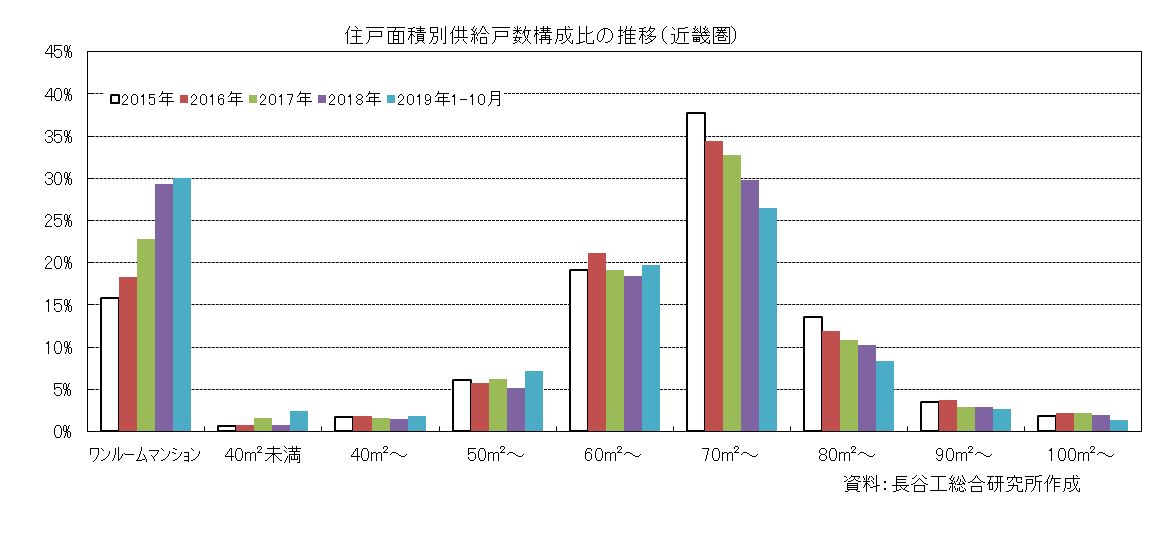 住戸面積別供給戸数構成比の推移(近畿圏)
45%
40%
2015年 2016年 2017年 2018年 2019年1-10月
35%
30%
25%
20%
15%
10%
5%
0%
ワンルームマンション 40m²未満 40m²～ 50m²～ 60m²～ 70m²～ 80m²～ 90m²～ 100m²～
資料：長谷工総合研究所作成